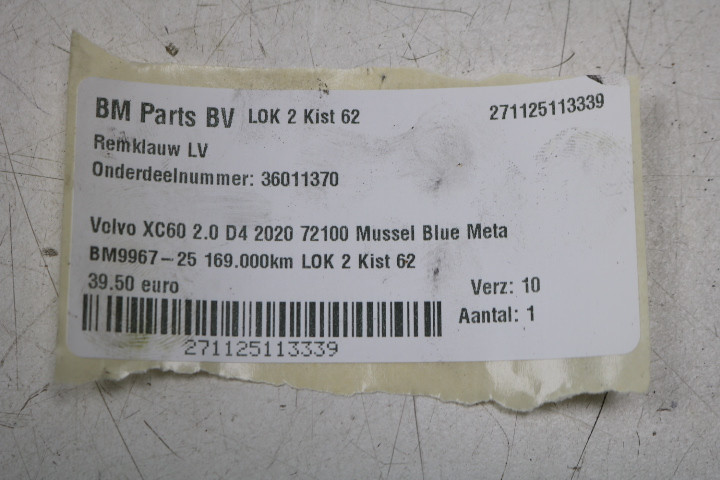 BM Parts BV LOK 2 Kist 62 271125113339
Remklauw LV
Onderdeelnummer: 36011370
Volvo XC60 2.0 D4 2020 72100 Mussel Blue Meta
BM9967-25 169.000km LOK 2 Kist 62
39.50 euro Verz: 10
Aantal: 1
271125113339